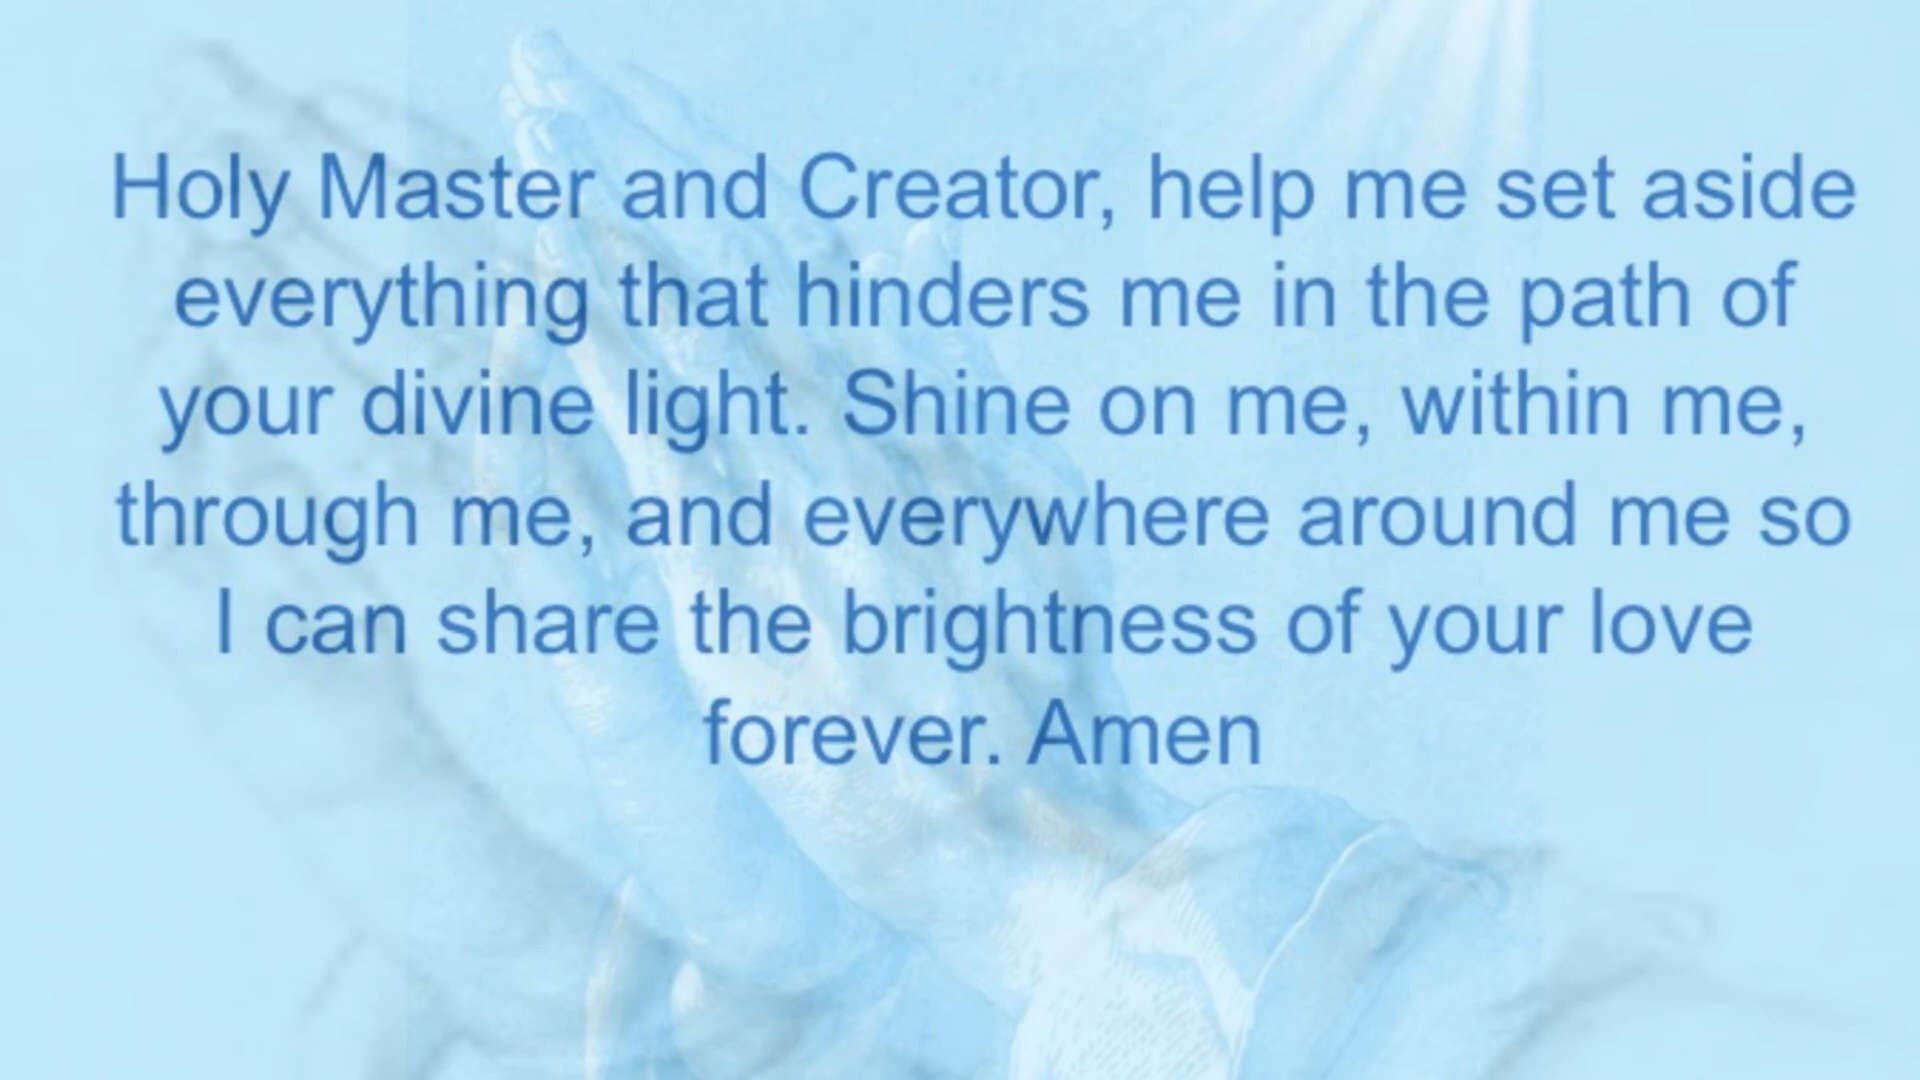 Holy Master and Creator, help me set aside
everything that hinders me in the path of
your divine light. Shine on me, within me,
through me, and everywhere around me so
I can share the brightness of your love
forever. Amen